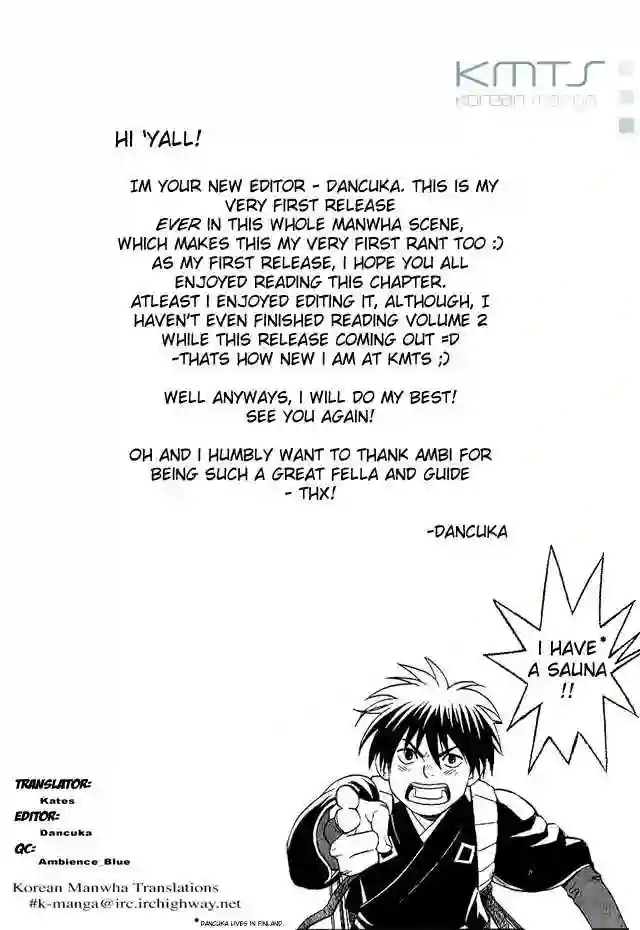 KMTS
Korean manga
HI 'YALL!
IM YOUR NEW EDITOR - DANCUKA. THIS IS MY
VERY FIRST RELEASE
EVER IN THIS WHOLE MANWHA SCENE,
WHICH MAKES THIS MY VERY FIRST RANT TOO :)
AS MY FIRST RELEASE, I HOPE YOU ALL
ENJOYED READING THIS CHAPTER.
ATLEAST I ENJOYED EDITING IT, ALTHOUGH, I
HAVEN'T EVEN FINISHED READING VOLUME 2
WHILE THIS RELEASE COMING OUT =D
-THATS HOW NEW I AM AT KMTS ;)
WELL ANYWAYS, I WILL DO MY BEST!
SEE YOU AGAIN!
OH AND I HUMBLY WANT TO THANK AMBI FOR
BEING SUCH A GREAT FELLA AND GUIDE
- THX!
-DANCUKA
I HAVE*
A SAUNA
!!
TRANSLATOR:
Kates
EDITOR:
Dancuka
QC:
Ambience_Blue
Korean Manwha Translations
#k-manga@irc.irchighway.net
* DANCUKA LIVES IN FINLAND.